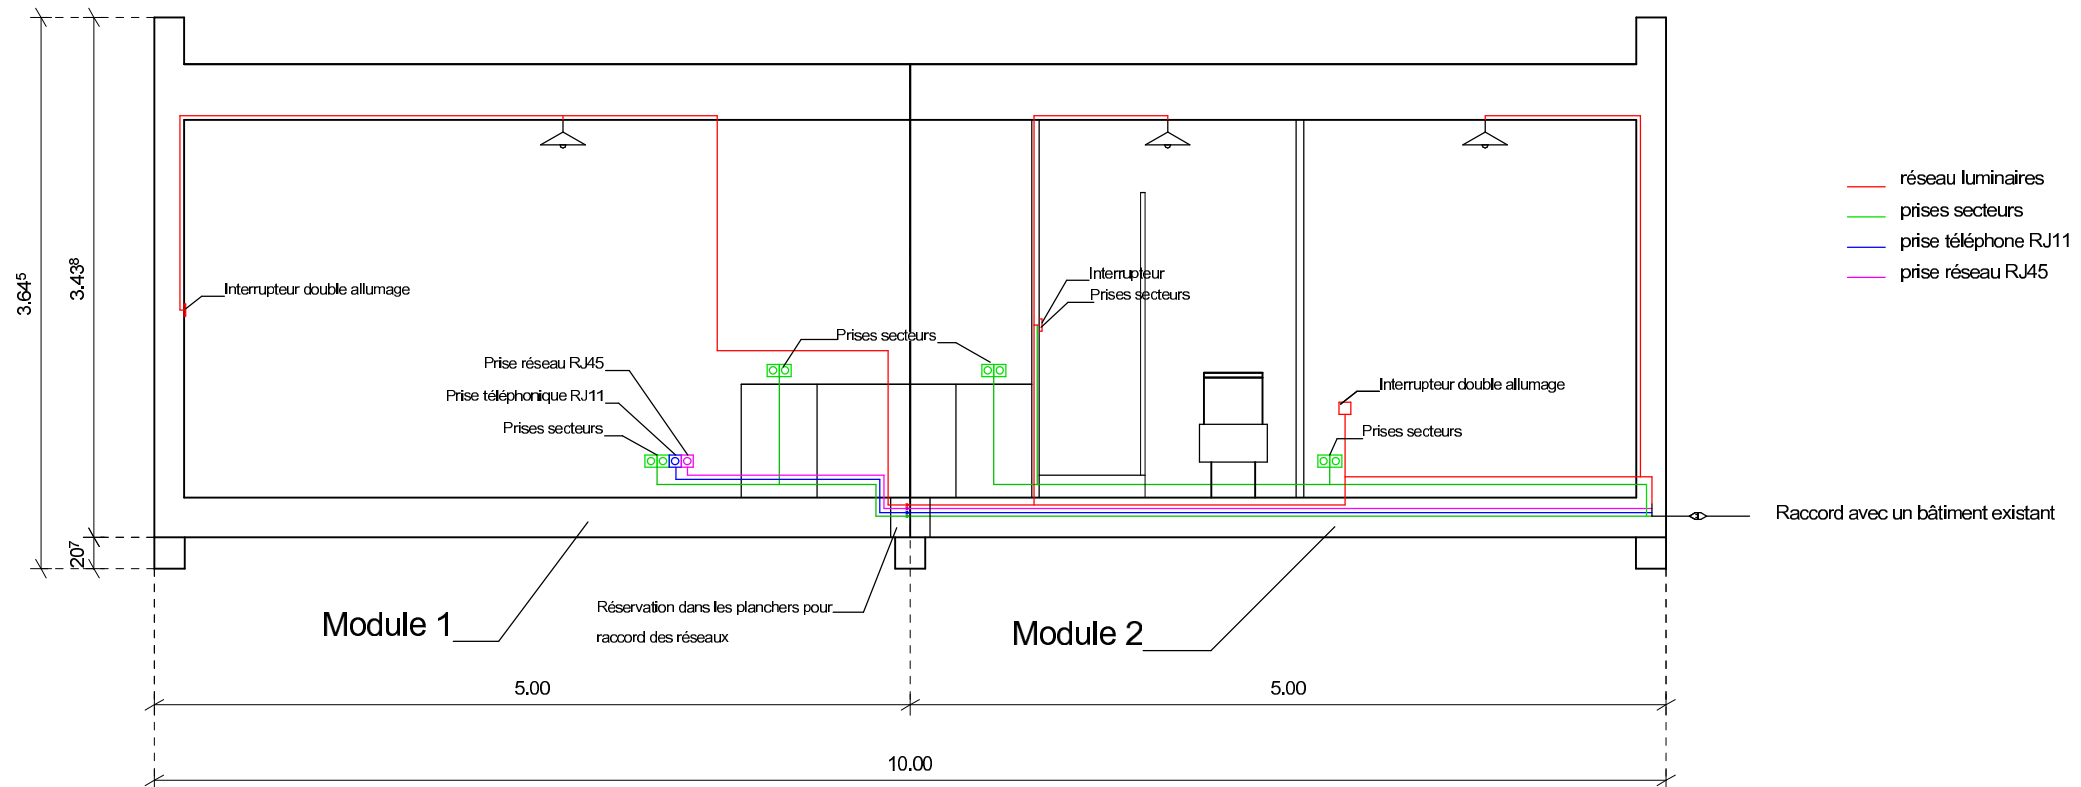 réseau luminaires
prises secteurs
prise téléphone RJ11
prise réseau RJ45
3.64⁵
3.43⁸
20⁷
Interrupteur double allumage
Interrupteur
Prises secteurs
Prises secteurs
Prise réseau RJ45
Prise téléphonique RJ11
Prises secteurs
Interrupteur double allumage
Prises secteurs
Raccord avec un bâtiment existant
Module 1
Réservation dans les planchers pour
raccord des réseaux
Module 2
5.00
5.00
10.00